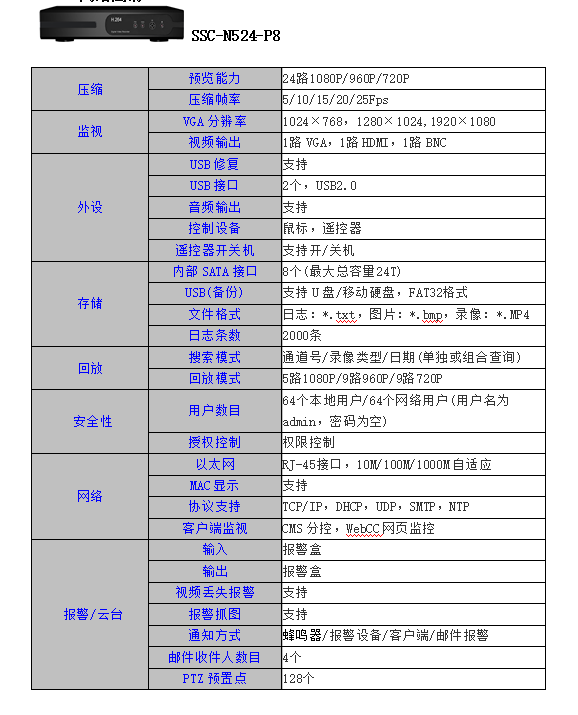 H.264
SSC-N524-P8
压缩
预览能力
24路1080P/960P/720P
压缩帧率
5/10/15/20/25Fps
监视
VGA 分辨率
1024×768，1280×1024,1920×1080
视频输出
1路 VGA，1路 HDMI，1路 BNC
外设
USB 修复
支持
USB 接口
2个，USB2.0
音频输出
支持
控制设备
鼠标，遥控器
遥控器开关机
支持开/关机
存储
内部 SATA 接口
8个(最大总容量24T)
USB(备份)
支持 U 盘/移动硬盘，FAT32格式
文件格式
日志：*.txt，图片：*.bmp，录像：*.MP4
日志条数
2000条
回放
搜索模式
通道号/录像类型/日期(单独或组合查询)
回放模式
5路1080P/9路960P/9路720P
安全性
用户数目
64个本地用户/64个网络用户(用户名为
admin，密码为空)
授权控制
权限控制
网络
以太网
RJ-45接口，10M/100M/1000M 自适应
MAC 显示
支持
协议支持
TCP/IP，DHCP，UDP，SMTP，NTP
客户端监视
CMS 分控，WebCC 网页监控
报警/云台
输入
报警盒
输出
报警盒
视频丢失报警
支持
报警抓图
支持
通知方式
蜂鸣器/报警设备/客户端/邮件报警
邮件收件人数目
4个
PTZ 预置点
128个